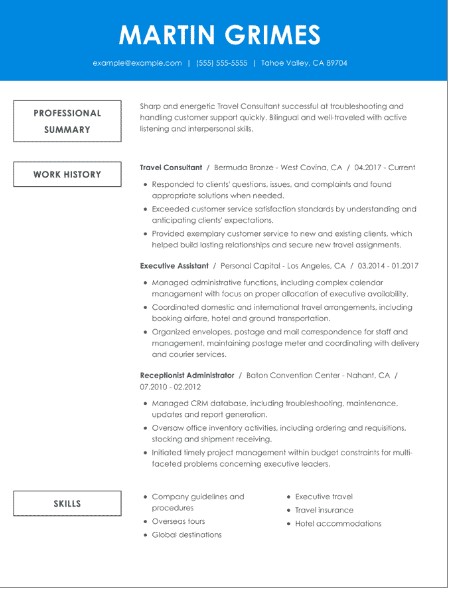 MARTIN GRIMES
example@example.com | (555) 555-5555 | Tahoe Valley, CA 89704
PROFESSIONAL
SUMMARY
Sharp and energetic Travel Consultant successful at troubleshooting and
handling customer support quickly. Bilingual and well-traveled with active
listening and interpersonal skills.
WORK HISTORY
Travel Consultant / Bermuda Bronze - West Covina, CA / 04.2017 - Current
• Responded to clients' questions, issues, and complaints and found
appropriate solutions when needed.
• Exceeded customer service satisfaction standards by understanding and
anticipating clients' expectations.
• Provided exemplary customer service to new and existing clients, which
helped build lasting relationships and secure new travel assignments.
Executive Assistant / Personal Capital - Los Angeles, CA / 03.2014 - 01.2017
• Managed administrative functions, including complex calendar
management with focus on proper allocation of executive availability.
• Coordinated domestic and international travel arrangements, including
booking airfare, hotel and ground transportation.
• Organized envelopes, postage and mail correspondence for staff and
management, maintaining postage meter and coordinating with delivery
and courier services.
Receptionist Administrator / Boton Convention Center - Nahant, CA /
07.2010 - 02.2012
• Managed CRM database, including troubleshooting, maintenance,
updates and report generation.
• Oversaw office inventory activities, including ordering and requisitions,
stocking and shipment receiving.
• Initiated timely project management within budget constraints for multi-
faceted problems concerning executive leaders.
SKILLS
• Company guidelines and
procedures
• Overseas tours
• Global destinations
• Executive travel
• Travel insurance
• Hotel accommodations